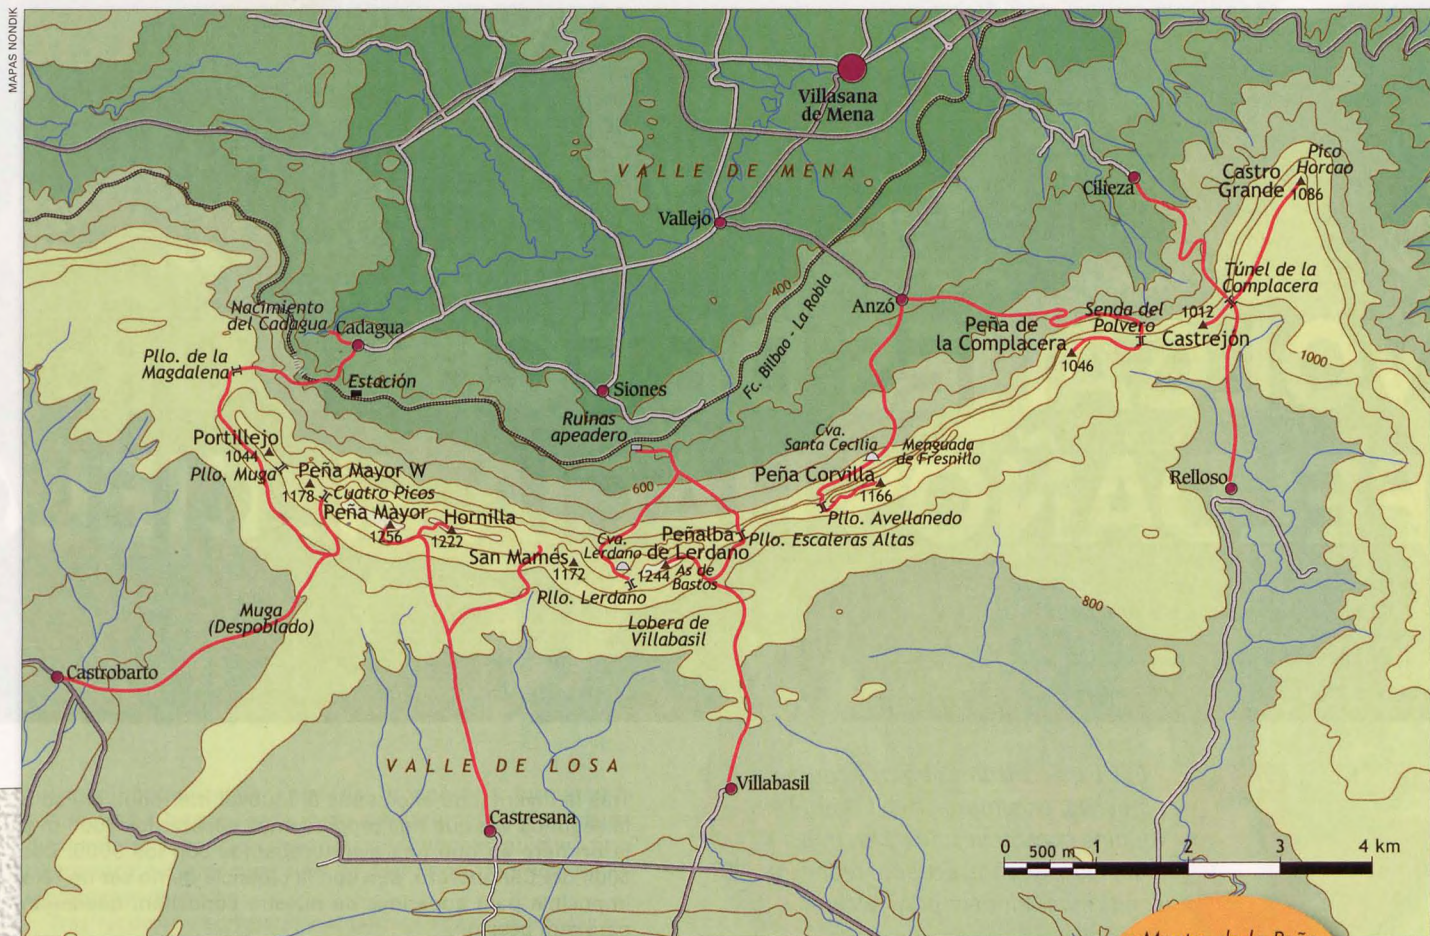 MAPAS NONDIK
Villasana
de Mena
VALLE DE MENA
Pico
Horcao
Castro
Grande
1086
Cilieza
Vallejo
Túnel de la
Complacera
400
Fc. Bilbao - La Robla
Anzó
Nacimiento
del Cadagua
Cadagua
Senda del
Polvero
1012
Peña de
la Complacera
Castrejón
1046
1000
Pllo. de la
Magdalena
Estación
Siones
Ruinas
apeadero
Cva.
Santa Cecilia
Menguada
de Fresnillo
Portillejo
1044
Pllo. Muga
Peña Mayor W
1178
Cuatro Picos
Peña Mayor
1256
Hornilla
1222
600
Peña Corvilla
1166
Relloso
Pllo. Avellanedo
Peñalba
de Lerdano
Pllo. Escaleras Altas
Cva.
Lerdano
San Mamés
1172
1244
As de
Bastos
Pllo. Lerdano
800
Muga
(Despoblado)
Lobera de
Villabasil
Castrobarto
VALLE DE LOSA
Villabasil
Castresana
0 500 m 1 2 3 4 km